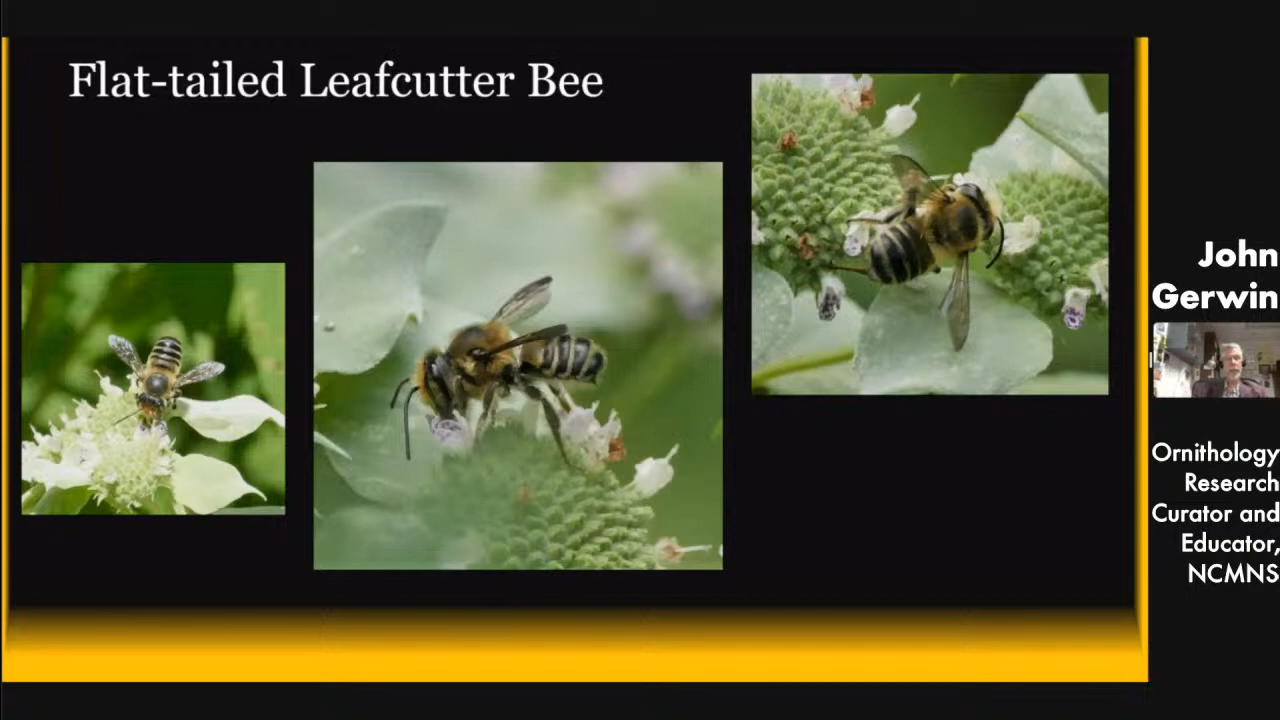 Flat-tailed Leafcutter Bee
John
Gerwin
Ornithology
Research
Curator and
Educator,
NCMNS